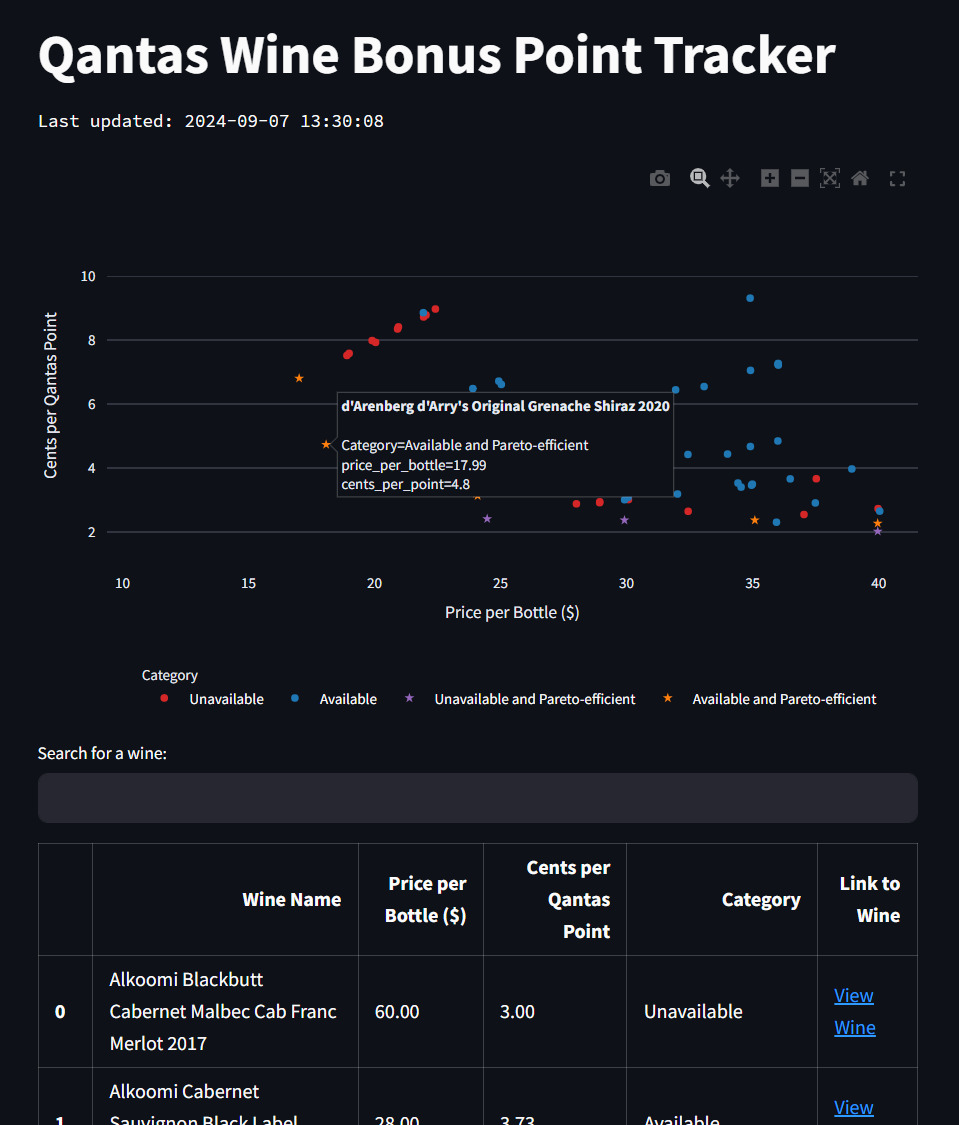 Qantas Wine Bonus Point Tracker
Last updated: 2024-09-07 13:30:08
10
8
6
4
2
Cents per Qantas Point
d'Arenberg d'Arry's Original Grenache Shiraz 2020
Category=Available and Pareto-efficient
price_per_bottle=17.99
cents_per_point=4.8
10 15 20 25 30 35 40
Price per Bottle ($)
Category
Unavailable Available Unavailable and Pareto-efficient Available and Pareto-efficient
Search for a wine:
Wine Name
Price per
Bottle ($)
Cents per
Qantas
Point
Category
Link to
Wine
0
Alkoomi Blackbutt
Cabernet Malbec Cab Franc
Merlot 2017
60.00
3.00
Unavailable
View
Wine
1
Alkoomi Cabernet
Sauvignon Black Label
28.00
3.73
Available
View